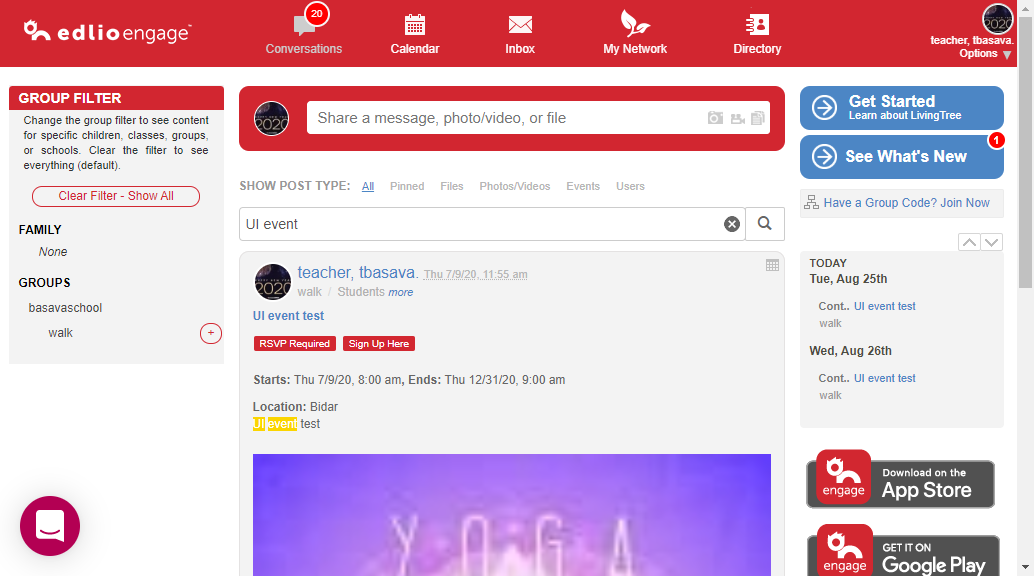 edlio engage
20
Conversations
Calendar
Inbox
My Network
Directory
2020
teacher, tbasava.
Options ▼
GROUP FILTER
Change the group filter to see content
for specific children, classes, groups,
or schools. Clear the filter to see
everything (default).
Clear Filter - Show All
FAMILY
None
GROUPS
basavaschool
walk
+
2020
Share a message, photo/video, or file
SHOW POST TYPE: All Pinned Files Photos/Videos Events Users
UI event
2020
teacher, tbasava. Thu 7/9/20, 11:55 am
walk / Students more
UI event test
RSVP Required Sign Up Here
Starts: Thu 7/9/20, 8:00 am, Ends: Thu 12/31/20, 9:00 am
Location: Bidar
UI event test
YOGA
Get Started
Learn about LivingTree
1
See What's New
Have a Group Code? Join Now
TODAY
Tue, Aug 25th
Cont.. UI event test
walk
Wed, Aug 26th
Cont.. UI event test
walk
engage
Download on the
App Store
engage
GET IT ON
Google Play